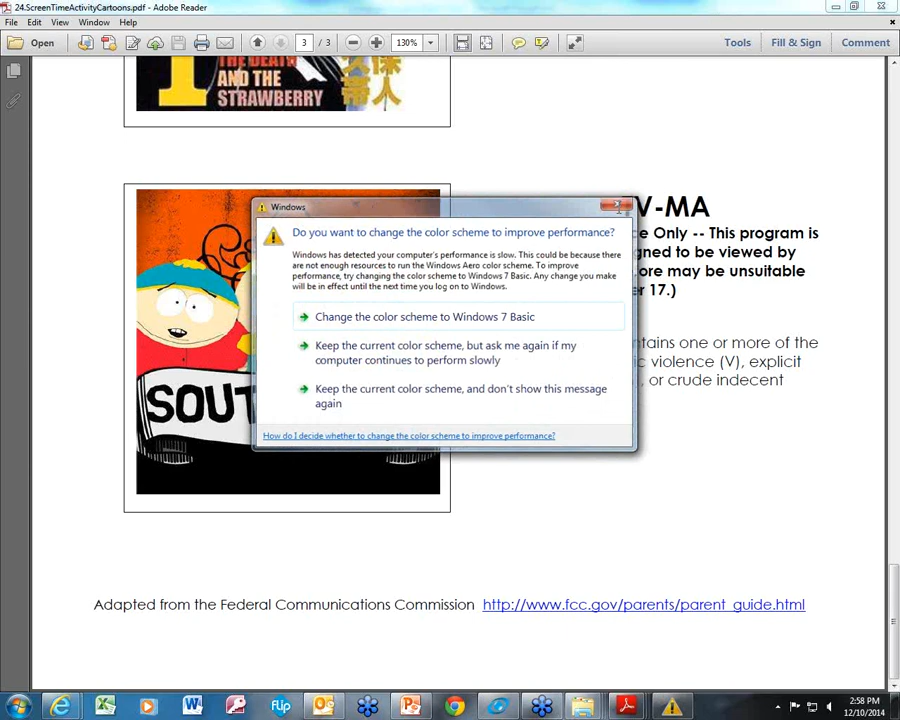 24.ScreenTimeActivityCartoons.pdf - Adobe Reader
File Edit View Window Help
Open 3 / 3 130% Tools Fill & Sign Comment
THE DEATH
AND THE
STRAWBERRY
V-MA
Windows
e Only -- This program is
Do you want to change the color scheme to improve performance?
gned to be viewed by
Windows has detected your computer's performance is slow. This could be because there
are not enough resources to run the Windows Aero color scheme. To improve
performance, try changing the color scheme to Windows 7 Basic. Any change you make
will be in effect until the next time you log on to Windows.
ore may be unsuitable
r 17.)
Change the color scheme to Windows 7 Basic
Keep the current color scheme, but ask me again if my
computer continues to perform slowly
ntains one or more of the
c violence (V), explicit
, or crude indecent
Keep the current color scheme, and don't show this message
again
How do I decide whether to change the color scheme to improve performance?
SOUT
Adapted from the Federal Communications Commission http://www.fcc.gov/parents/parent_guide.html
FLiP
2:58 PM
12/10/2014